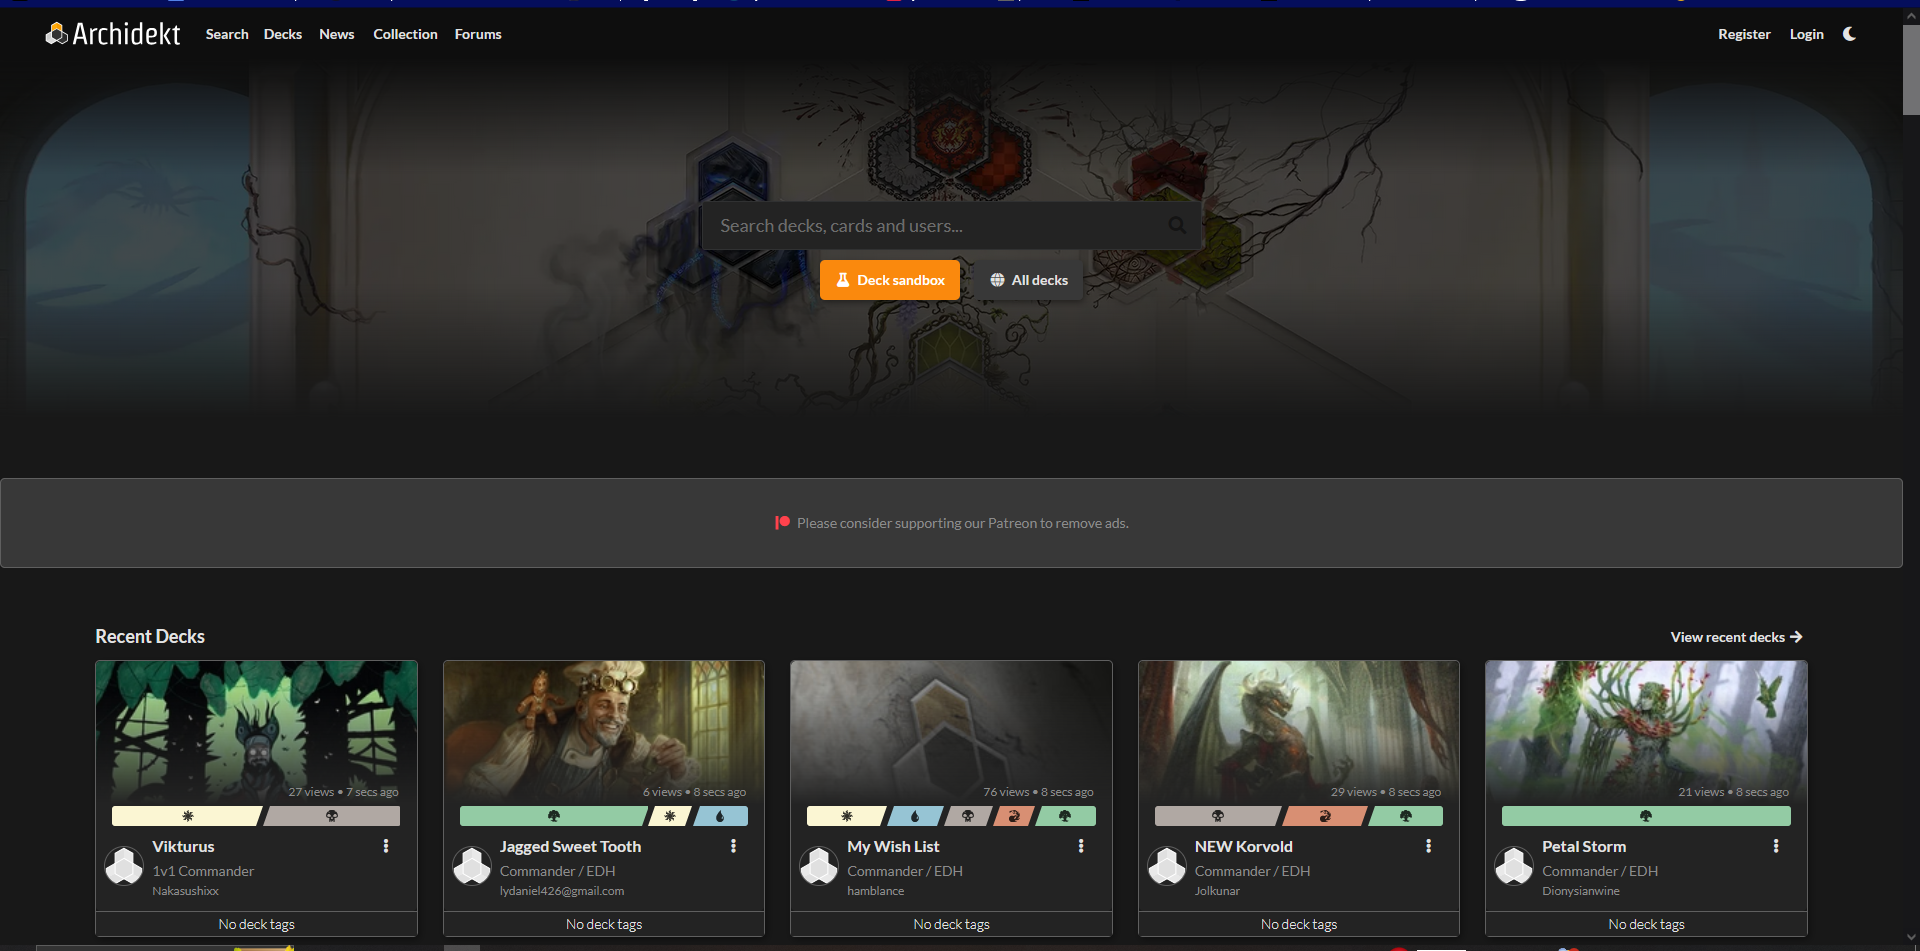 Archidekt
Search Decks News Collection Forums
Register Login
Search decks, cards and users...
Deck sandbox All decks
Please consider supporting our Patreon to remove ads.
Recent Decks
View recent decks
27 views • 7 secs ago
Vikturus
1v1 Commander
Nakasushixx
No deck tags
6 views • 8 secs ago
Jagged Sweet Tooth
Commander / EDH
lydaniel426@gmail.com
No deck tags
76 views • 8 secs ago
My Wish List
Commander / EDH
hamblance
No deck tags
29 views • 8 secs ago
NEW Korvold
Commander / EDH
Jolkunar
No deck tags
21 views • 8 secs ago
Petal Storm
Commander / EDH
Dionysianwine
No deck tags